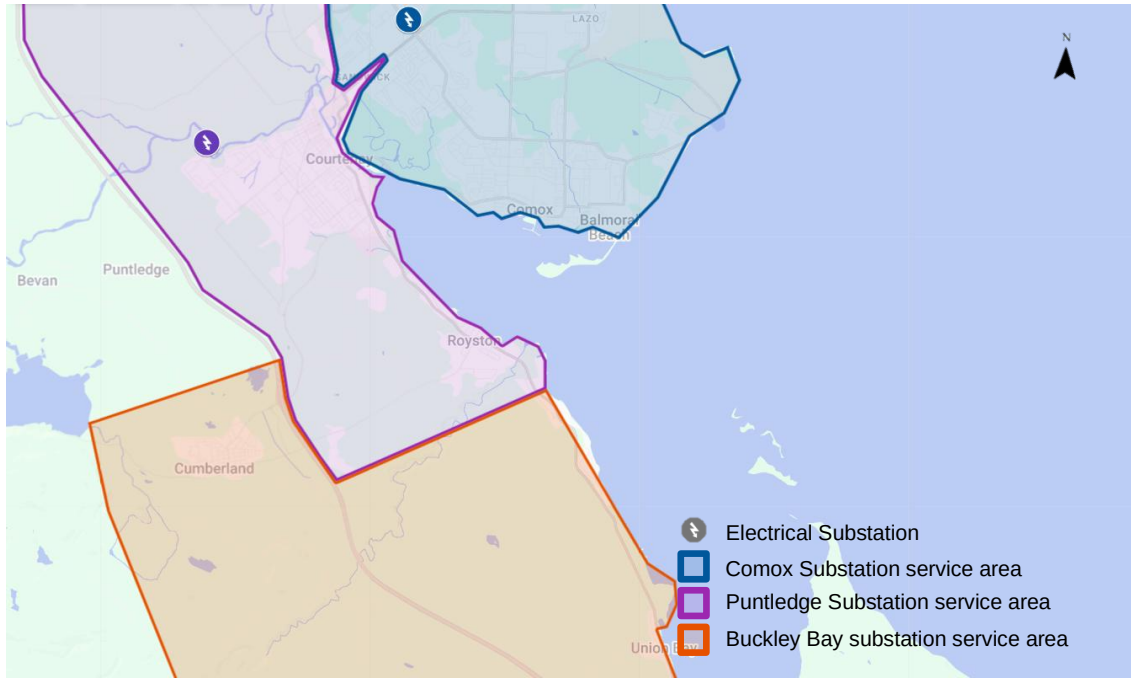 LAZO
N
SANDWICK
Courtenay
Comox
Balmoral
Beach
Puntledge
Bevan
Royston
Cumberland
Electrical Substation
Comox Substation service area
Puntledge Substation service area
Buckley Bay substation service area
Union Bay